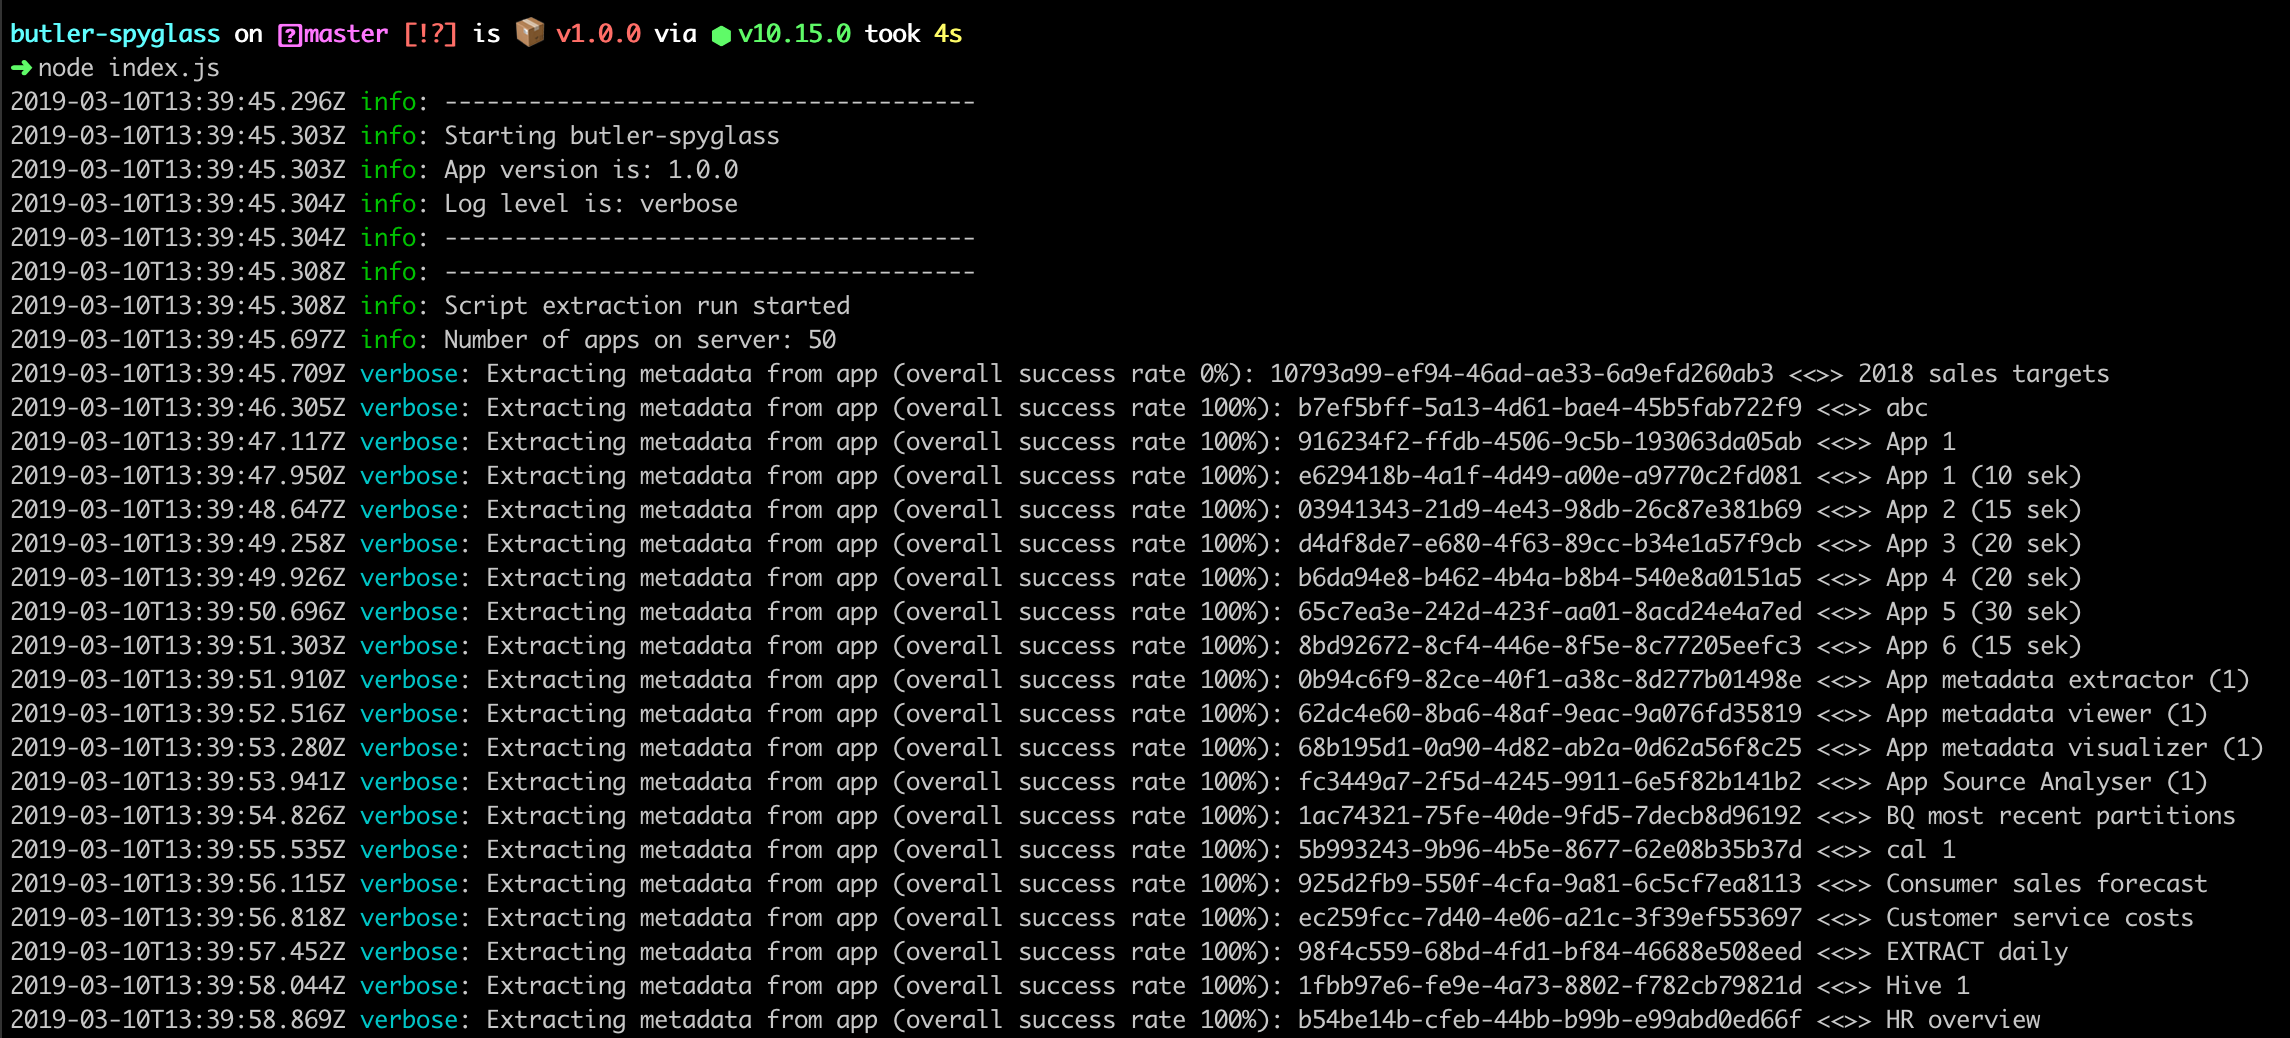 butler-spyglass on master [!?] is 📦 v1.0.0 via ⬢ v10.15.0 took 4s
➜ node index.js
2019-03-10T13:39:45.296Z info: --------------------------------------
2019-03-10T13:39:45.303Z info: Starting butler-spyglass
2019-03-10T13:39:45.303Z info: App version is: 1.0.0
2019-03-10T13:39:45.304Z info: Log level is: verbose
2019-03-10T13:39:45.304Z info: --------------------------------------
2019-03-10T13:39:45.308Z info: --------------------------------------
2019-03-10T13:39:45.308Z info: Script extraction run started
2019-03-10T13:39:45.697Z info: Number of apps on server: 50
2019-03-10T13:39:45.709Z verbose: Extracting metadata from app (overall success rate 0%): 10793a99-ef94-46ad-ae33-6a9efd260ab3 <<>> 2018 sales targets
2019-03-10T13:39:46.305Z verbose: Extracting metadata from app (overall success rate 100%): b7ef5bff-5a13-4d61-bae4-45b5fab722f9 <<>> abc
2019-03-10T13:39:47.117Z verbose: Extracting metadata from app (overall success rate 100%): 916234f2-ffdb-4506-9c5b-193063da05ab <<>> App 1
2019-03-10T13:39:47.950Z verbose: Extracting metadata from app (overall success rate 100%): e629418b-4a1f-4d49-a00e-a9770c2fd081 <<>> App 1 (10 sek)
2019-03-10T13:39:48.647Z verbose: Extracting metadata from app (overall success rate 100%): 03941343-21d9-4e43-98db-26c87e381b69 <<>> App 2 (15 sek)
2019-03-10T13:39:49.258Z verbose: Extracting metadata from app (overall success rate 100%): d4df8de7-e680-4f63-89cc-b34e1a57f9cb <<>> App 3 (20 sek)
2019-03-10T13:39:49.926Z verbose: Extracting metadata from app (overall success rate 100%): b6da94e8-b462-4b4a-b8b4-540e8a0151a5 <<>> App 4 (20 sek)
2019-03-10T13:39:50.696Z verbose: Extracting metadata from app (overall success rate 100%): 65c7ea3e-242d-423f-aa01-8acd24e4a7ed <<>> App 5 (30 sek)
2019-03-10T13:39:51.303Z verbose: Extracting metadata from app (overall success rate 100%): 8bd92672-8cf4-446e-8f5e-8c77205eefc3 <<>> App 6 (15 sek)
2019-03-10T13:39:51.910Z verbose: Extracting metadata from app (overall success rate 100%): 0b94c6f9-82ce-40f1-a38c-8d277b01498e <<>> App metadata extractor (1)
2019-03-10T13:39:52.516Z verbose: Extracting metadata from app (overall success rate 100%): 62dc4e60-8ba6-48af-9eac-9a076fd35819 <<>> App metadata viewer (1)
2019-03-10T13:39:53.280Z verbose: Extracting metadata from app (overall success rate 100%): 68b195d1-0a90-4d82-ab2a-0d62a56f8c25 <<>> App metadata visualizer (1)
2019-03-10T13:39:53.941Z verbose: Extracting metadata from app (overall success rate 100%): fc3449a7-2f5d-4245-9911-6e5f82b141b2 <<>> App Source Analyser (1)
2019-03-10T13:39:54.826Z verbose: Extracting metadata from app (overall success rate 100%): 1ac74321-75fe-40de-9fd5-7decb8d96192 <<>> BQ most recent partitions
2019-03-10T13:39:55.535Z verbose: Extracting metadata from app (overall success rate 100%): 5b993243-9b96-4b5e-8677-62e08b35b37d <<>> cal 1
2019-03-10T13:39:56.115Z verbose: Extracting metadata from app (overall success rate 100%): 925d2fb9-550f-4cfa-9a81-6c5cf7ea8113 <<>> Consumer sales forecast
2019-03-10T13:39:56.818Z verbose: Extracting metadata from app (overall success rate 100%): ec259fcc-7d40-4e06-a21c-3f39ef553697 <<>> Customer service costs
2019-03-10T13:39:57.452Z verbose: Extracting metadata from app (overall success rate 100%): 98f4c559-68bd-4fd1-bf84-46688e508eed <<>> EXTRACT daily
2019-03-10T13:39:58.044Z verbose: Extracting metadata from app (overall success rate 100%): 1fbb97e6-fe9e-4a73-8802-f782cb79821d <<>> Hive 1
2019-03-10T13:39:58.869Z verbose: Extracting metadata from app (overall success rate 100%): b54be14b-cfeb-44bb-b99b-e99abd0ed66f <<>> HR overview